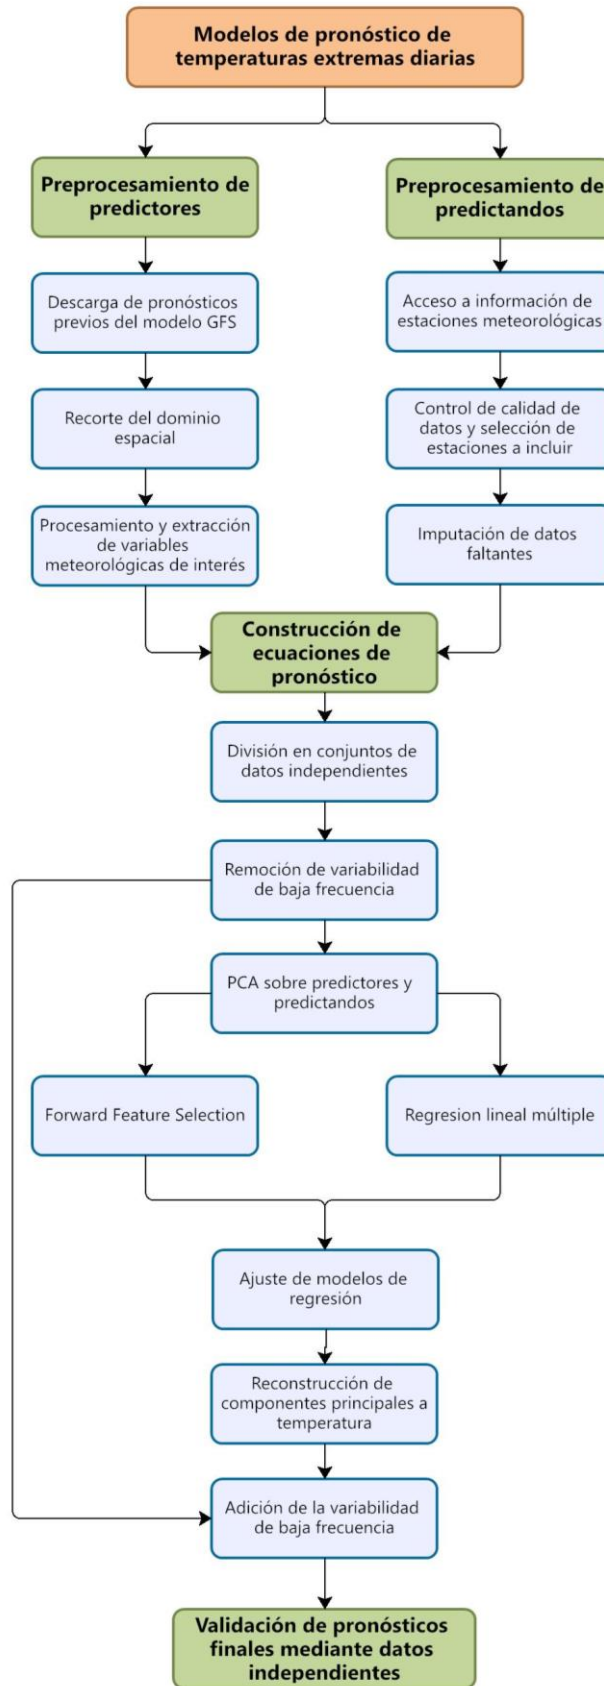 Modelos de pronóstico de
temperaturas extremas diarias
Preprocesamiento de
predictores
Preprocesamiento de
predictandos
Descarga de pronósticos
previos del modelo GFS
Acceso a información de
estaciones meteorológicas
Recorte del dominio
espacial
Control de calidad de
datos y selección de
estaciones a incluir
Procesamiento y extracción
de variables
meteorológicas de interés
Imputación de datos
faltantes
Construcción de
ecuaciones de
pronóstico
División en conjuntos de
datos independientes
Remoción de variabilidad
de baja frecuencia
PCA sobre predictores y
predictandos
Forward Feature Selection
Regresion lineal múltiple
Ajuste de modelos de
regresión
Reconstrucción de
componentes principales a
temperatura
Adición de la variabilidad
de baja frecuencia
Validación de pronósticos
finales mediante datos
independientes